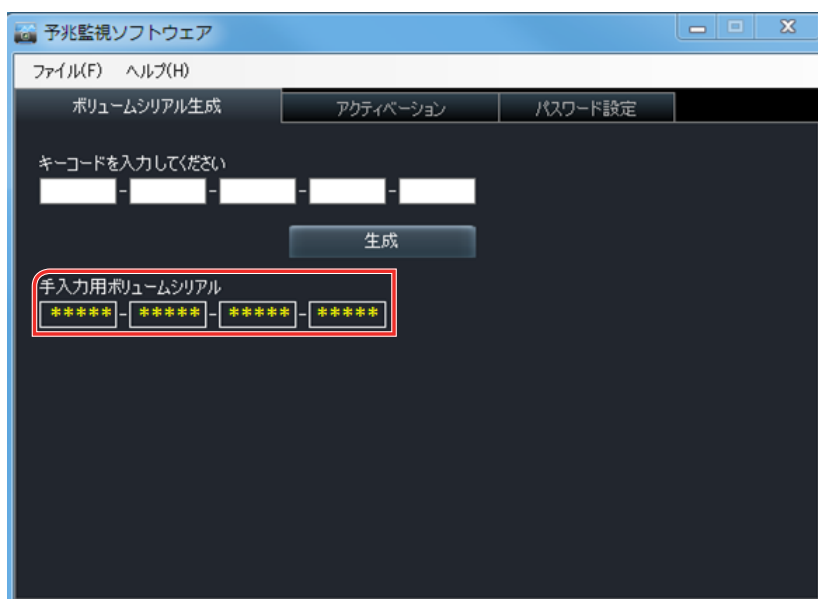 予兆監視ソフトウェア
ファイル(F) ヘルプ(H)
ボリュームシリアル生成 アクティベーション パスワード設定
キーコードを入力してください
- - - -
生成
手入力用ボリュームシリアル
*****-*****-*****-*****